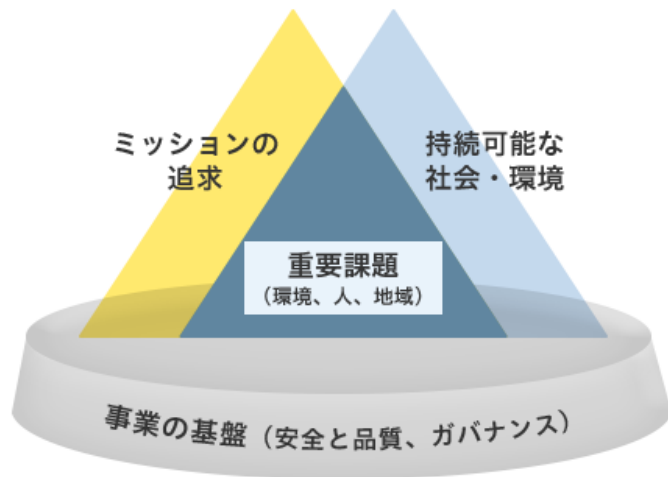 ミッションの
追求
持続可能な
社会・環境
重要課題
（環境、人、地域）
事業の基盤（安全と品質、ガバナンス）